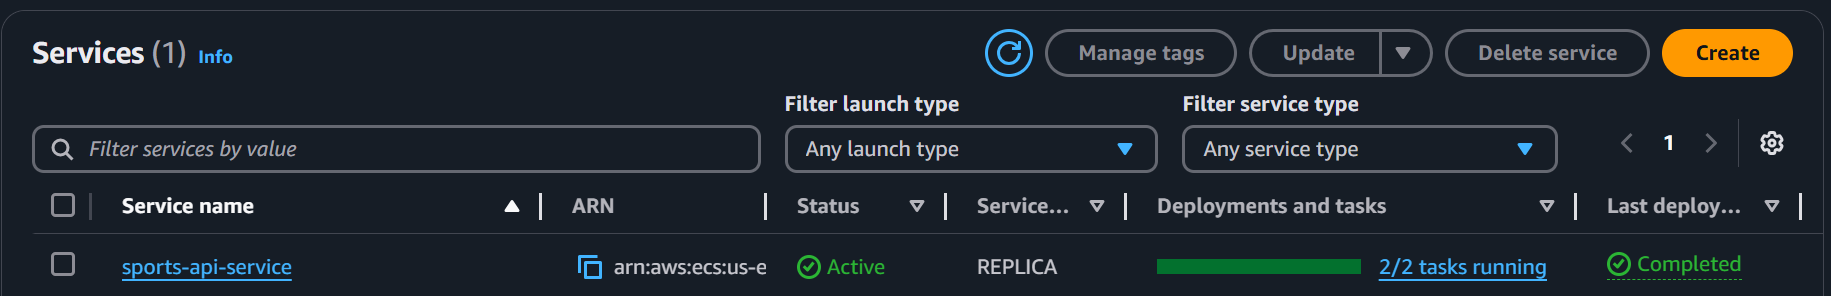 Services (1) Info
Manage tags
Update
Delete service
Create
Filter launch type
Filter service type
Filter services by value
Any launch type
Any service type
1
Service name
ARN
Status
Service...
Deployments and tasks
Last deploy...
sports-api-service
arn:aws:ecs:us-e
Active
REPLICA
2/2 tasks running
Completed